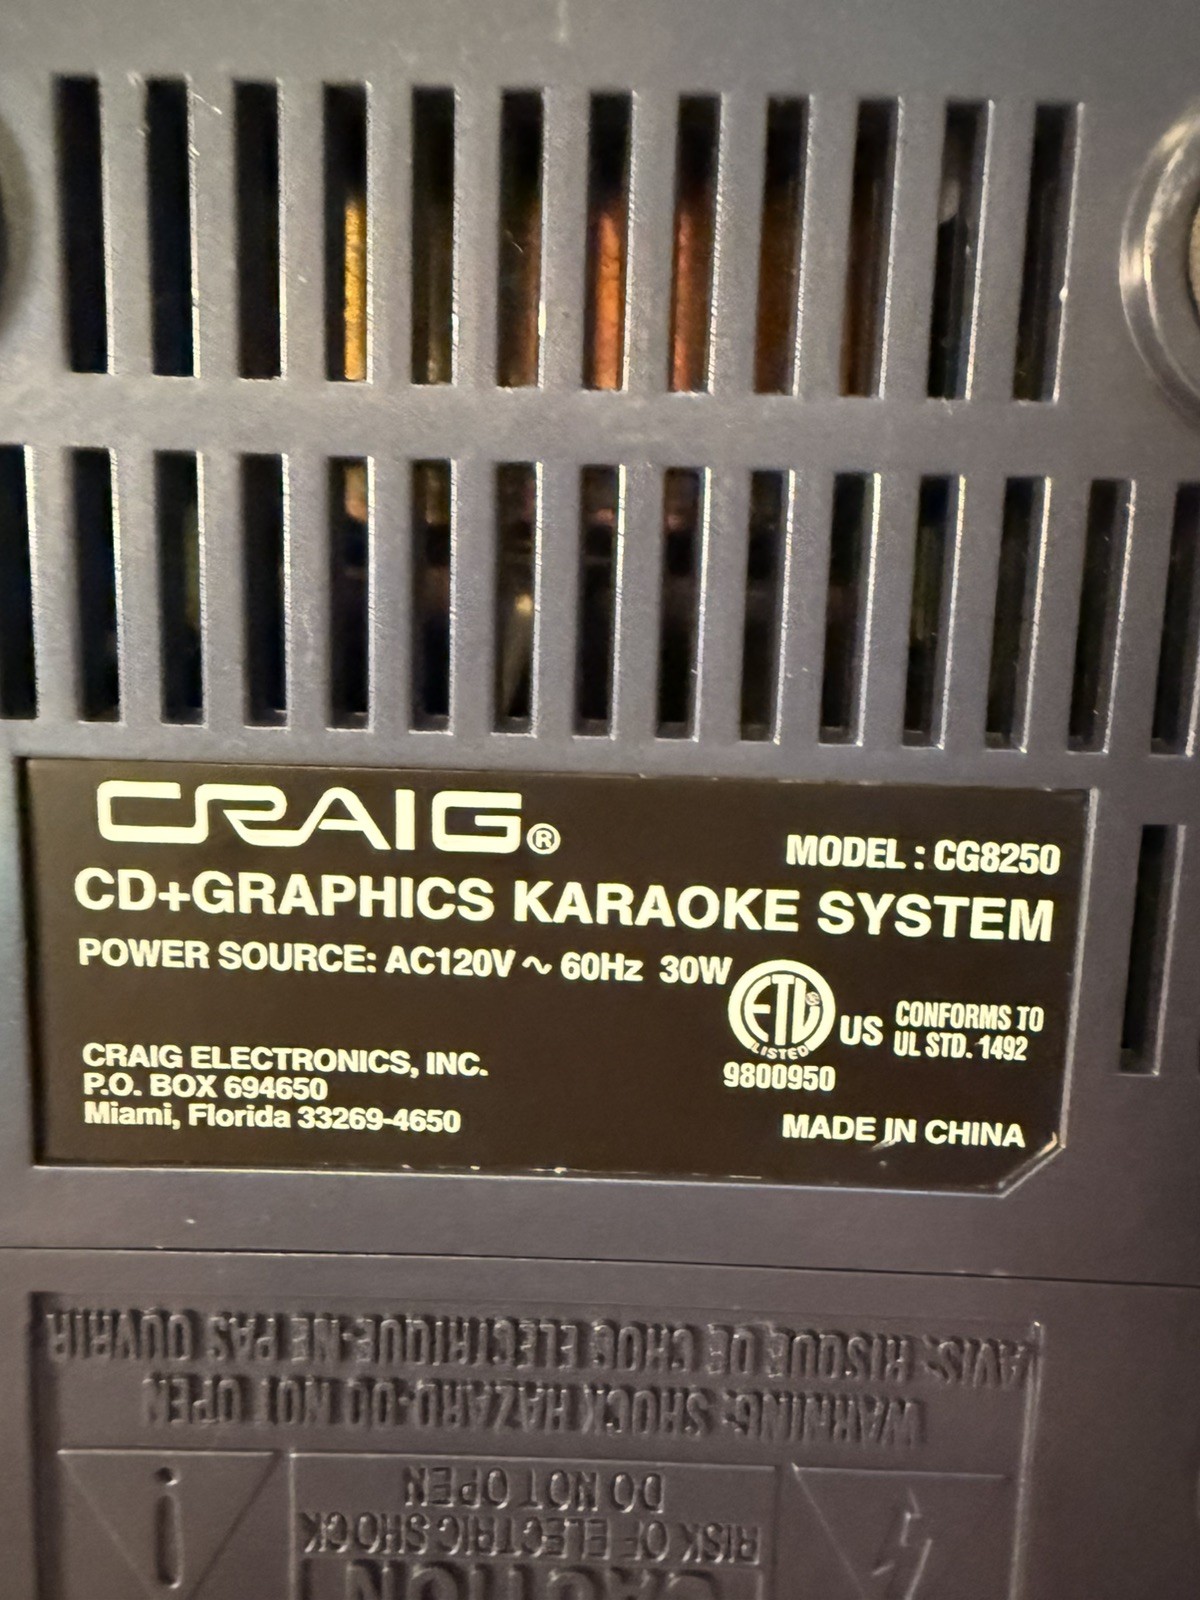 CRAIG®
MODEL : CG8250
CD+GRAPHICS KARAOKE SYSTEM
POWER SOURCE: AC120V ~ 60Hz 30W
ETL® LISTED US
CONFORMS TO
UL STD. 1492
9800950
CRAIG ELECTRONICS, INC.
P.O. BOX 694650
Miami, Florida 33269-4650
MADE IN CHINA
CAUTION
RISK OF ELECTRIC SHOCK
DO NOT OPEN
WARNING: SHOCK HAZARD-DO NOT OPEN
AVIS: RISQUE DE CHOC ELECTRIQUE-NE PAS OUVRIR